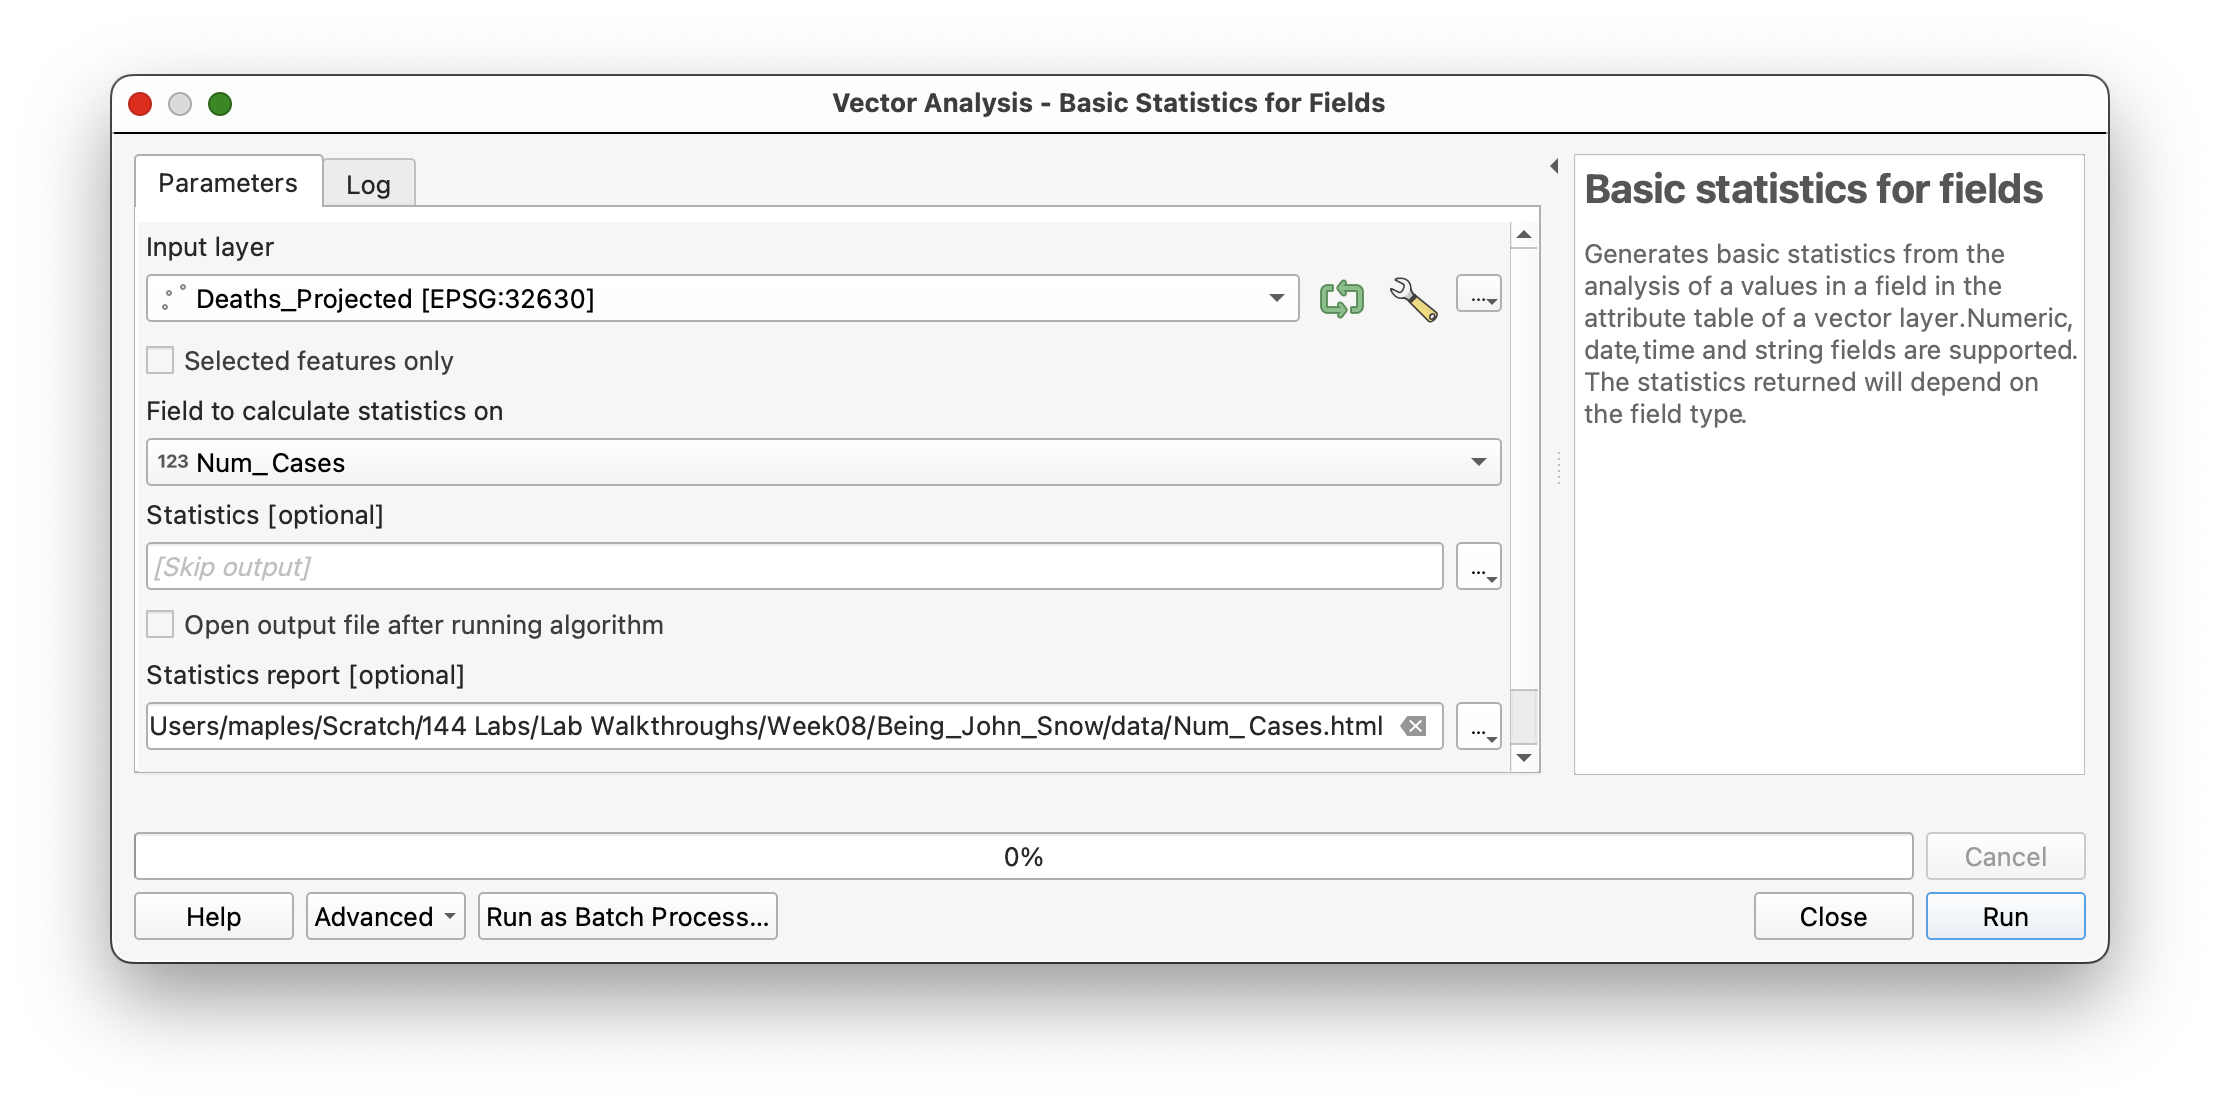 Vector Analysis - Basic Statistics for Fields
Parameters
Log
Input layer
Deaths_Projected [EPSG:32630]
...
Selected features only
Field to calculate statistics on
123 Num_Cases
Statistics [optional]
[Skip output]
...
Open output file after running algorithm
Statistics report [optional]
Users/maples/Scratch/144 Labs/Lab Walkthroughs/Week08/Being_John_Snow/data/Num_Cases.html
...
Basic statistics for fields
Generates basic statistics from the
analysis of a values in a field in the
attribute table of a vector layer.Numeric,
date,time and string fields are supported.
The statistics returned will depend on
the field type.
0%
Cancel
Help
Advanced
Run as Batch Process...
Close
Run